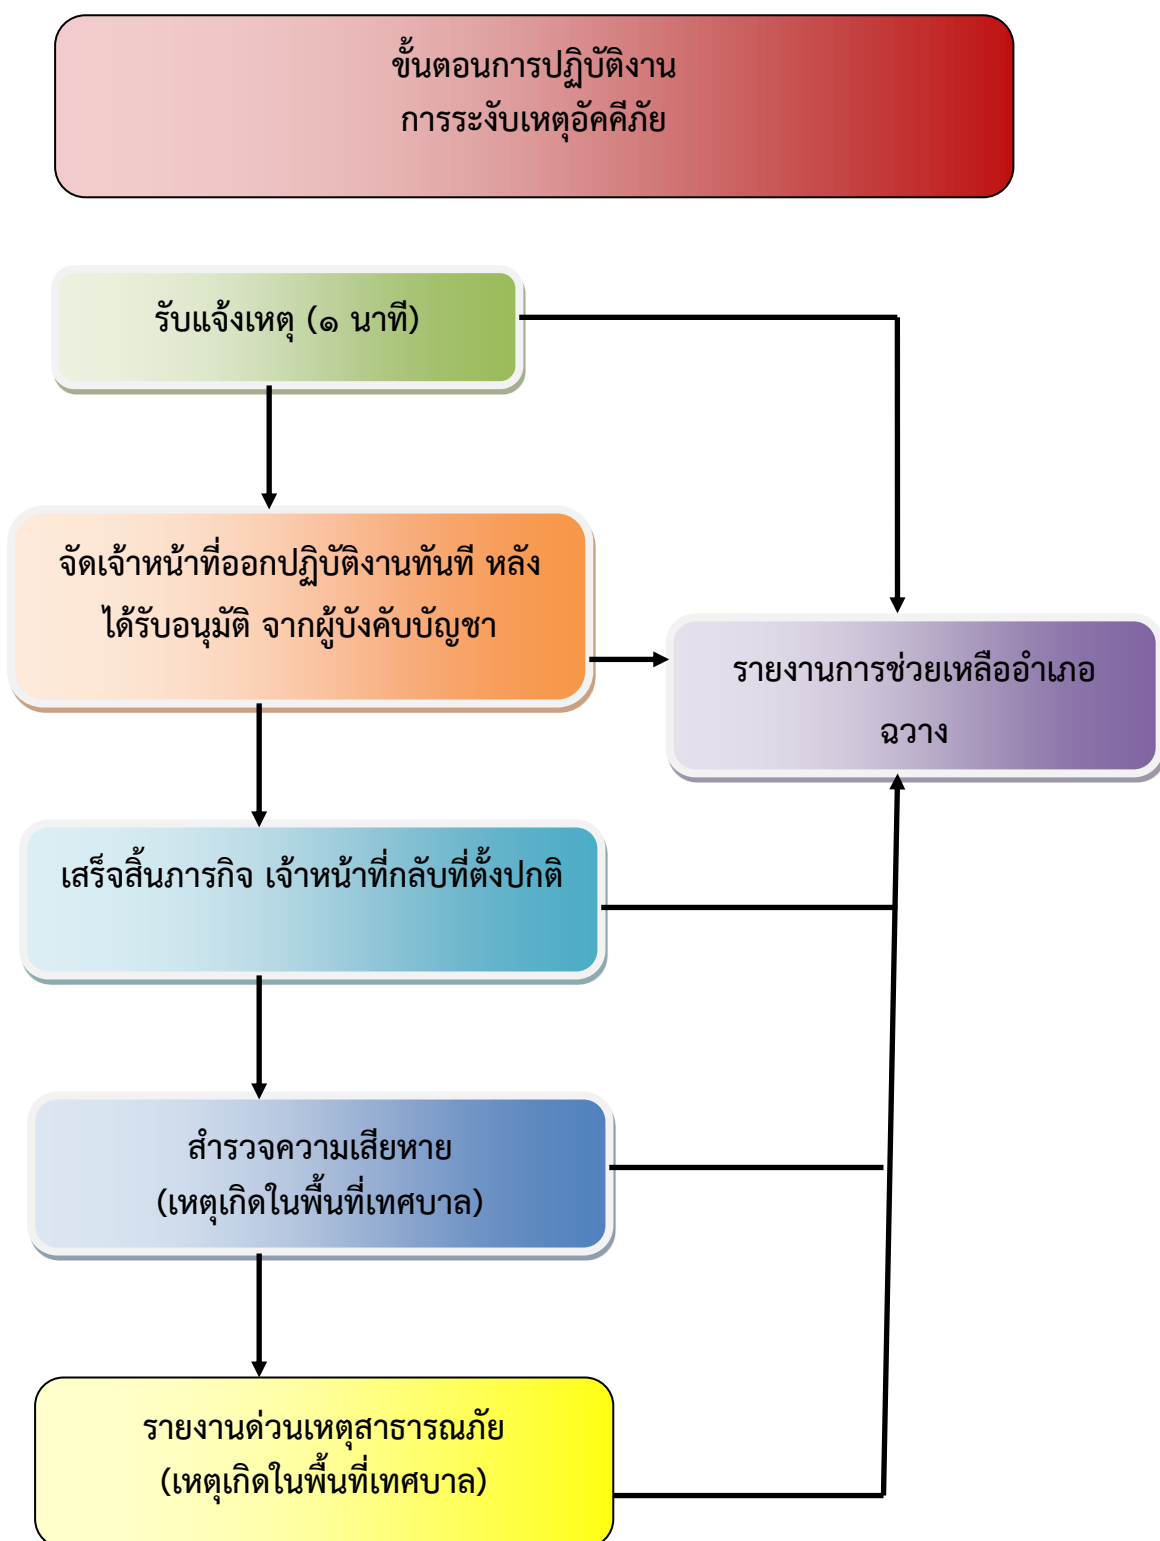 ขั้นตอนการปฏิบัติงาน
การระงับเหตุอัคคีภัย
รับแจ้งเหตุ (๑ นาที)
จัดเจ้าหน้าที่ออกปฏิบัติงานทันที หลัง
ได้รับอนุมัติ จากผู้บังคับบัญชา
รายงานการช่วยเหลืออำเภอ
ฉวาง
เสร็จสิ้นภารกิจ เจ้าหน้าที่กลับที่ตั้งปกติ
สำรวจความเสียหาย
(เหตุเกิดในพื้นที่เทศบาล)
รายงานด่วนเหตุสาธารณภัย
(เหตุเกิดในพื้นที่เทศบาล)